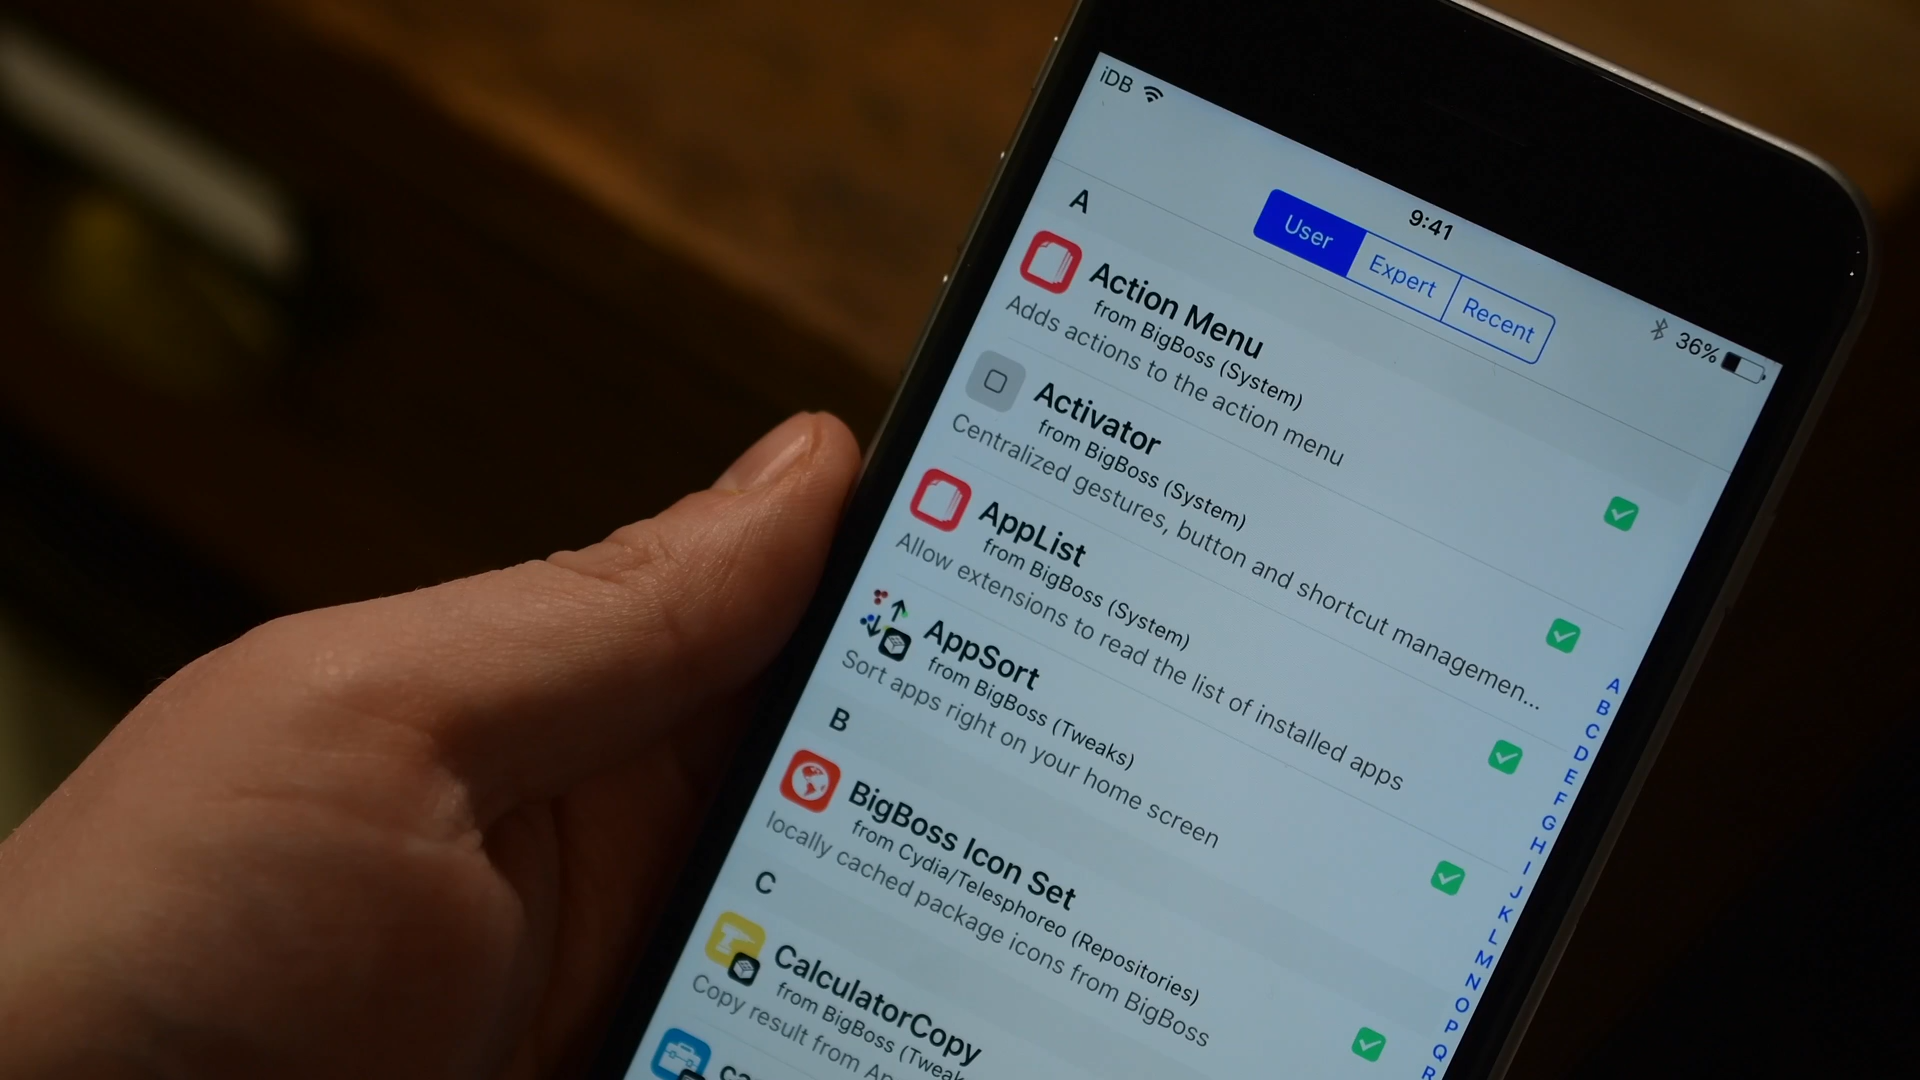 iDB
9:41
36%
User
Expert
Recent
A
Action Menu
from BigBoss (System)
Adds actions to the action menu
Activator
from BigBoss (System)
Centralized gestures, button and shortcut managemen...
AppList
from BigBoss (System)
Allow extensions to read the list of installed apps
AppSort
from BigBoss (Tweaks)
Sort apps right on your home screen
B
BigBoss Icon Set
from Cydia/Telesphoreo (Repositories)
locally cached package icons from BigBoss
C
CalculatorCopy
from BigBoss (Tweak
Copy result from Ap
A
B
C
D
E
F
G
H
I
J
K
L
M
N
O
P
Q
R